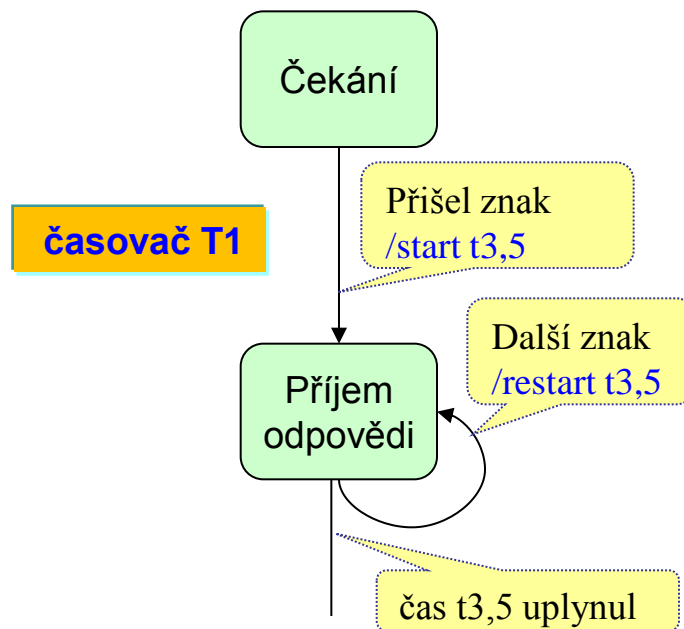 Čekání
Přišel znak
/start t3,5
časovač T1
Další znak
/restart t3,5
Příjem
odpovědi
čas t3,5 uplynul